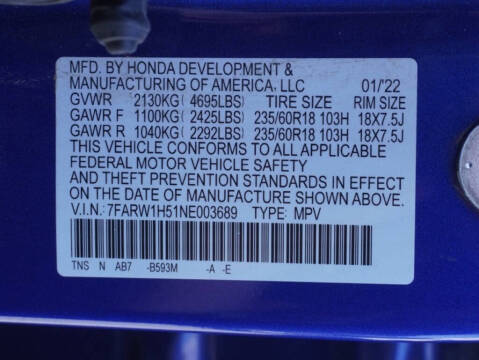 MFD. BY HONDA DEVELOPMENT &
MANUFACTURING OF AMERICA, LLC 01/'22
GVWR 2130KG (4695LBS) TIRE SIZE RIM SIZE
GAWR F 1100KG (2425LBS) 235/60R18 103H 18X7.5J
GAWR R 1040KG (2292LBS) 235/60R18 103H 18X7.5J
THIS VEHICLE CONFORMS TO ALL APPLICABLE
FEDERAL MOTOR VEHICLE SAFETY
AND THEFT PREVENTION STANDARDS IN EFFECT
ON THE DATE OF MANUFACTURE SHOWN ABOVE.
V.I.N.: 7FARW1H51NE003689 TYPE: MPV
TNS N AB7 -B593M -A -E